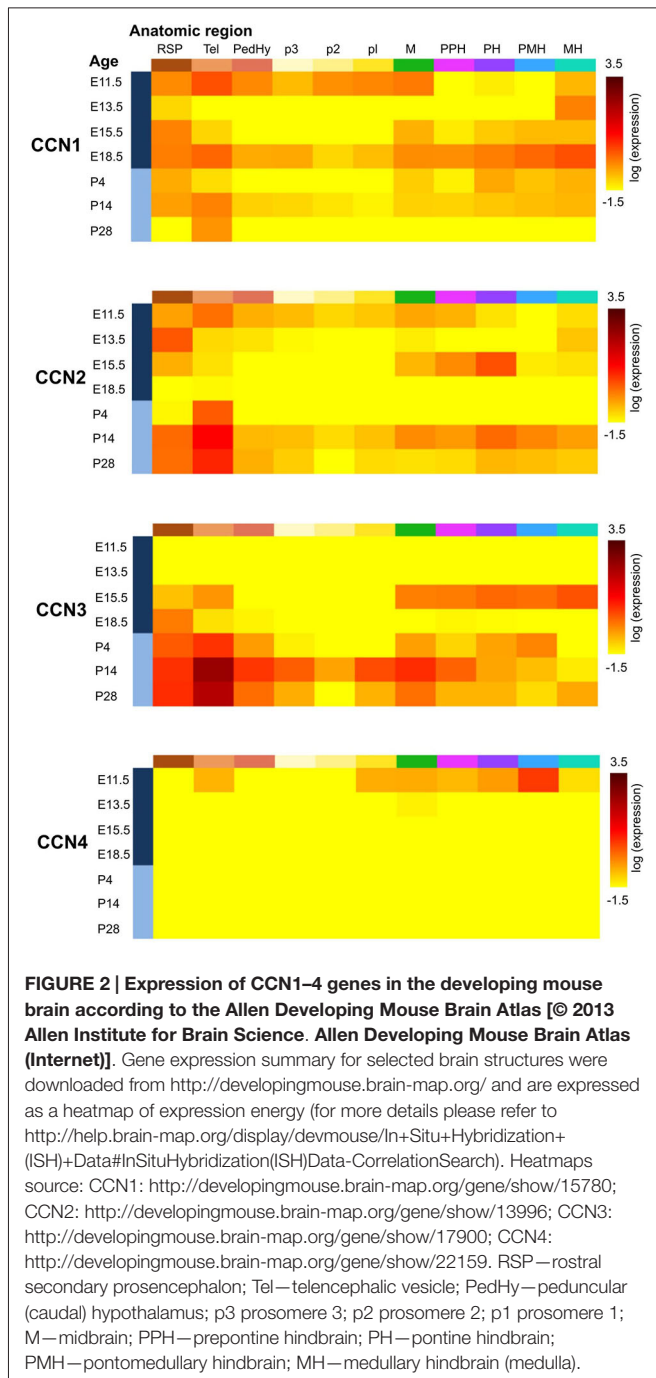 Anatomic region
Age RSP Tel PedHy p3 p2 pl M PPH PH PMH MH
3.5
E11.5
E13.5
E15.5
CCN1
E18.5
P4
P14
P28
log (expression)
-1.5
3.5
E11.5
E13.5
E15.5
CCN2
E18.5
P4
P14
P28
log (expression)
-1.5
3.5
E11.5
E13.5
E15.5
CCN3
E18.5
P4
P14
P28
log (expression)
-1.5
3.5
E11.5
E13.5
E15.5
CCN4
E18.5
P4
P14
P28
log (expression)
-1.5
FIGURE 2 | Expression of CCN1–4 genes in the developing mouse
brain according to the Allen Developing Mouse Brain Atlas [© 2013
Allen Institute for Brain Science. Allen Developing Mouse Brain Atlas
(Internet)]. Gene expression summary for selected brain structures were
downloaded from http://developingmouse.brain-map.org/ and are expressed
as a heatmap of expression energy (for more details please refer to
http://help.brain-map.org/display/devmouse/In+Situ+Hybridization+
(ISH)+Data#InSituHybridization(ISH)Data-CorrelationSearch). Heatmaps
source: CCN1: http://developingmouse.brain-map.org/gene/show/15780;
CCN2: http://developingmouse.brain-map.org/gene/show/13996; CCN3:
http://developingmouse.brain-map.org/gene/show/17900; CCN4:
http://developingmouse.brain-map.org/gene/show/22159. RSP—rostral
secondary prosencephalon; Tel—telencephalic vesicle; PedHy—peduncular
(caudal) hypothalamus; p3 prosomere 3; p2 prosomere 2; p1 prosomere 1;
M—midbrain; PPH—prepontine hindbrain; PH—pontine hindbrain;
PMH—pontomedullary hindbrain; MH—medullary hindbrain (medulla).